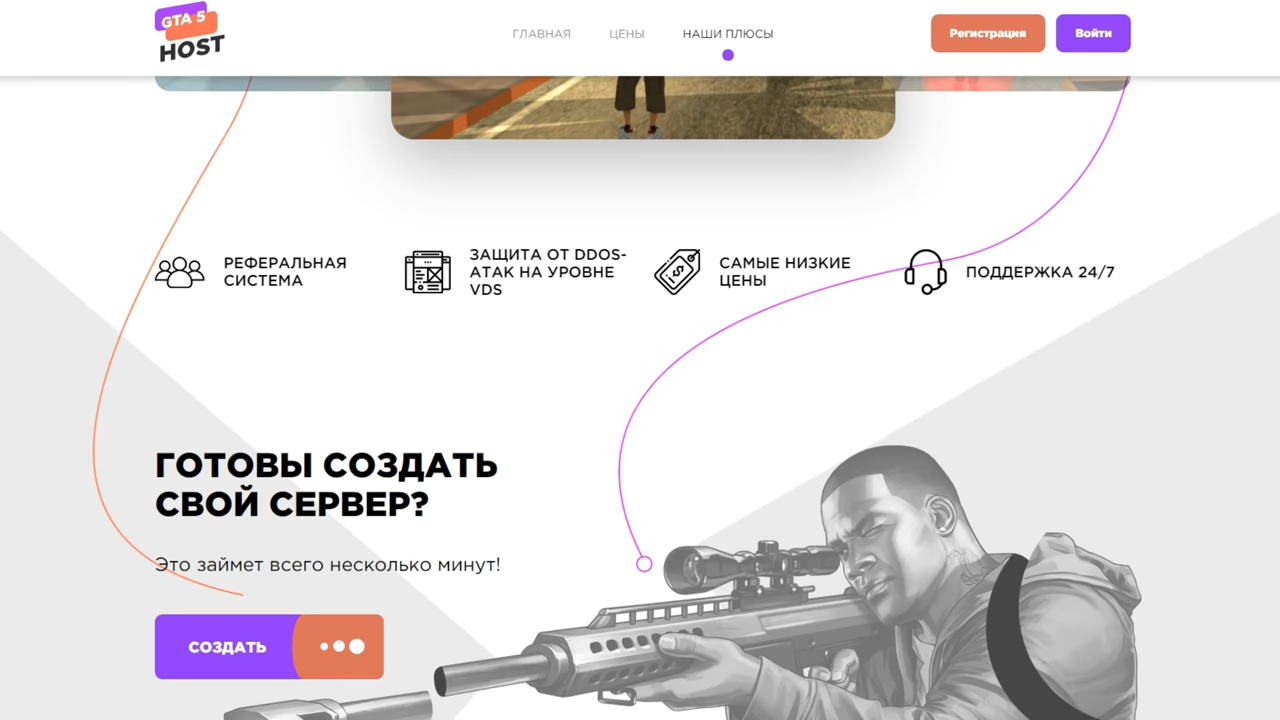 GTA 5
HOST
ГЛАВНАЯ
ЦЕНЫ
НАШИ ПЛЮСЫ
Регистрация
Войти
РЕФЕРАЛЬНАЯ
СИСТЕМА
ЗАЩИТА ОТ DDOS-
АТАК НА УРОВНЕ
VDS
САМЫЕ НИЗКИЕ
ЦЕНЫ
ПОДДЕРЖКА 24/7
ГОТОВЫ СОЗДАТЬ
СВОЙ СЕРВЕР?
Это займет всего несколько минут!
СОЗДАТЬ